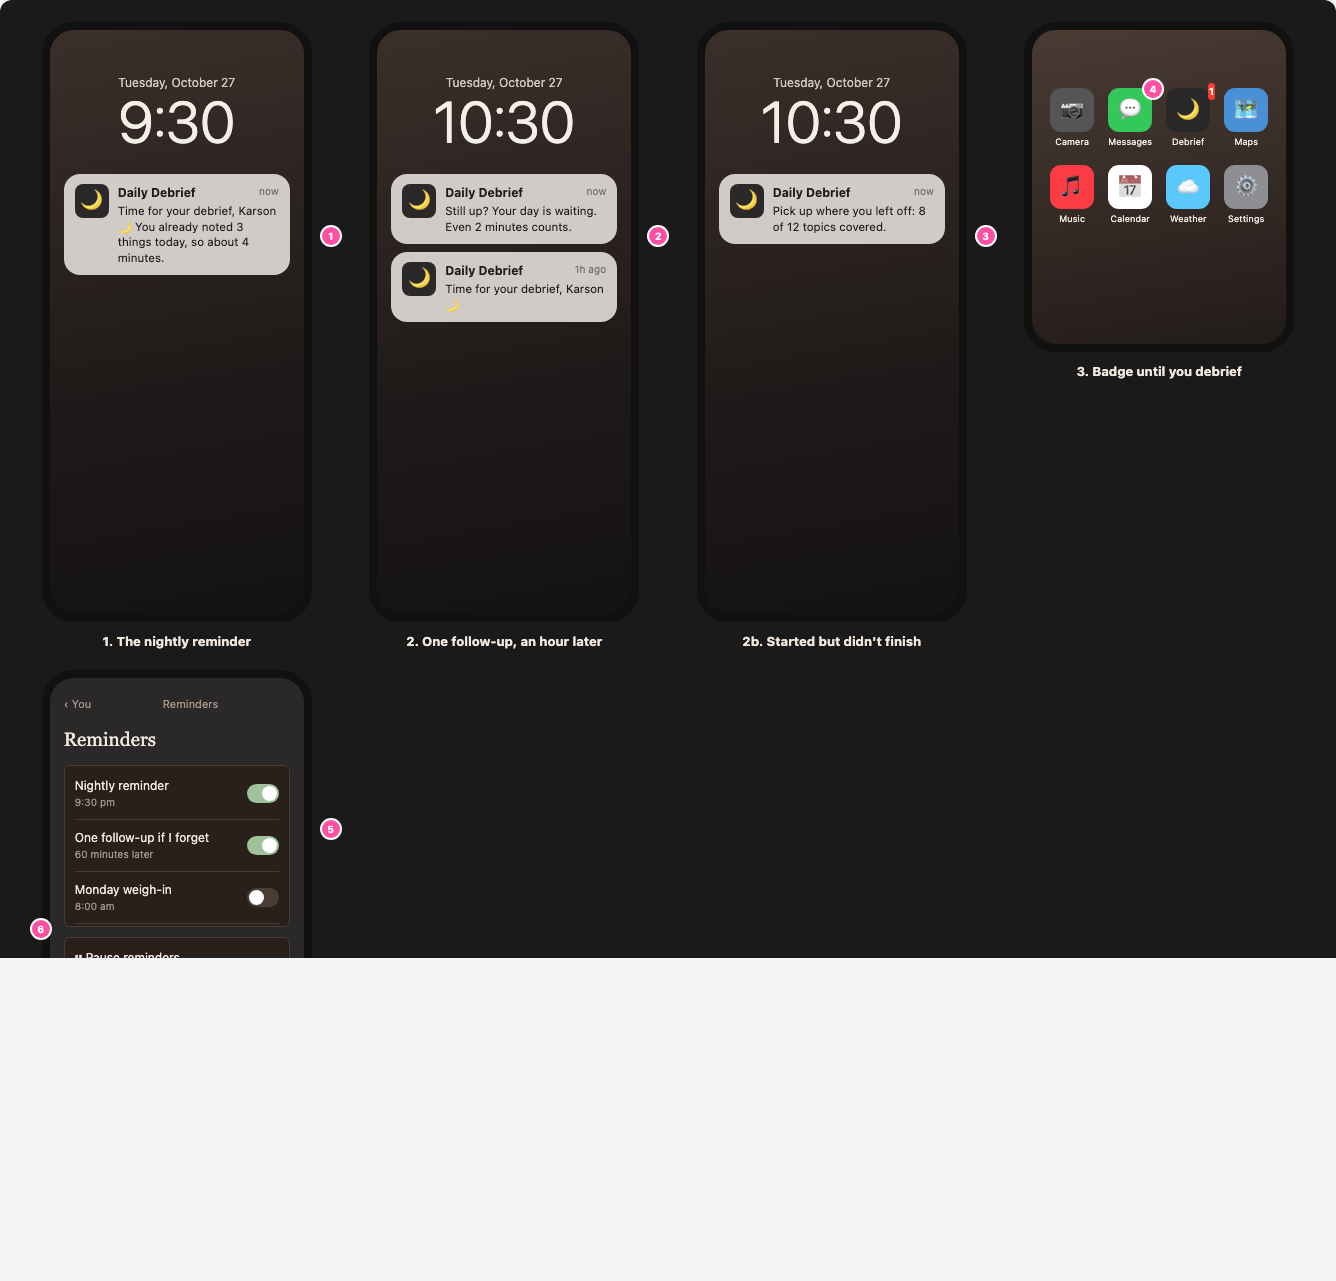 Tuesday, October 27
9:30
Daily Debrief
now
Time for your debrief, Karson
🌙 You already noted 3
things today, so about 4
minutes.
1
1. The nightly reminder
Tuesday, October 27
10:30
Daily Debrief
now
Still up? Your day is waiting.
Even 2 minutes counts.
Daily Debrief
1h ago
Time for your debrief, Karson
🌙
2
2. One follow-up, an hour later
Tuesday, October 27
10:30
Daily Debrief
now
Pick up where you left off: 8
of 12 topics covered.
3
2b. Started but didn't finish
4
1
Camera
Messages
Debrief
Maps
17
Music
Calendar
Weather
Settings
3. Badge until you debrief
‹ You
Reminders
Reminders
Nightly reminder
9:30 pm
One follow-up if I forget
60 minutes later
5
Monday weigh-in
8:00 am
6
Pause reminders